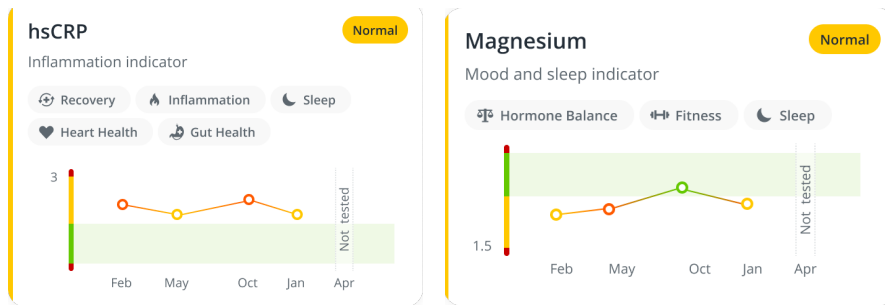 hsCRP
Normal
Inflammation indicator
Recovery
Inflammation
Sleep
Heart Health
Gut Health
3
Not tested
Feb
May
Oct
Jan
Apr
Magnesium
Normal
Mood and sleep indicator
Hormone Balance
Fitness
Sleep
Not tested
1.5
Feb
May
Oct
Jan
Apr